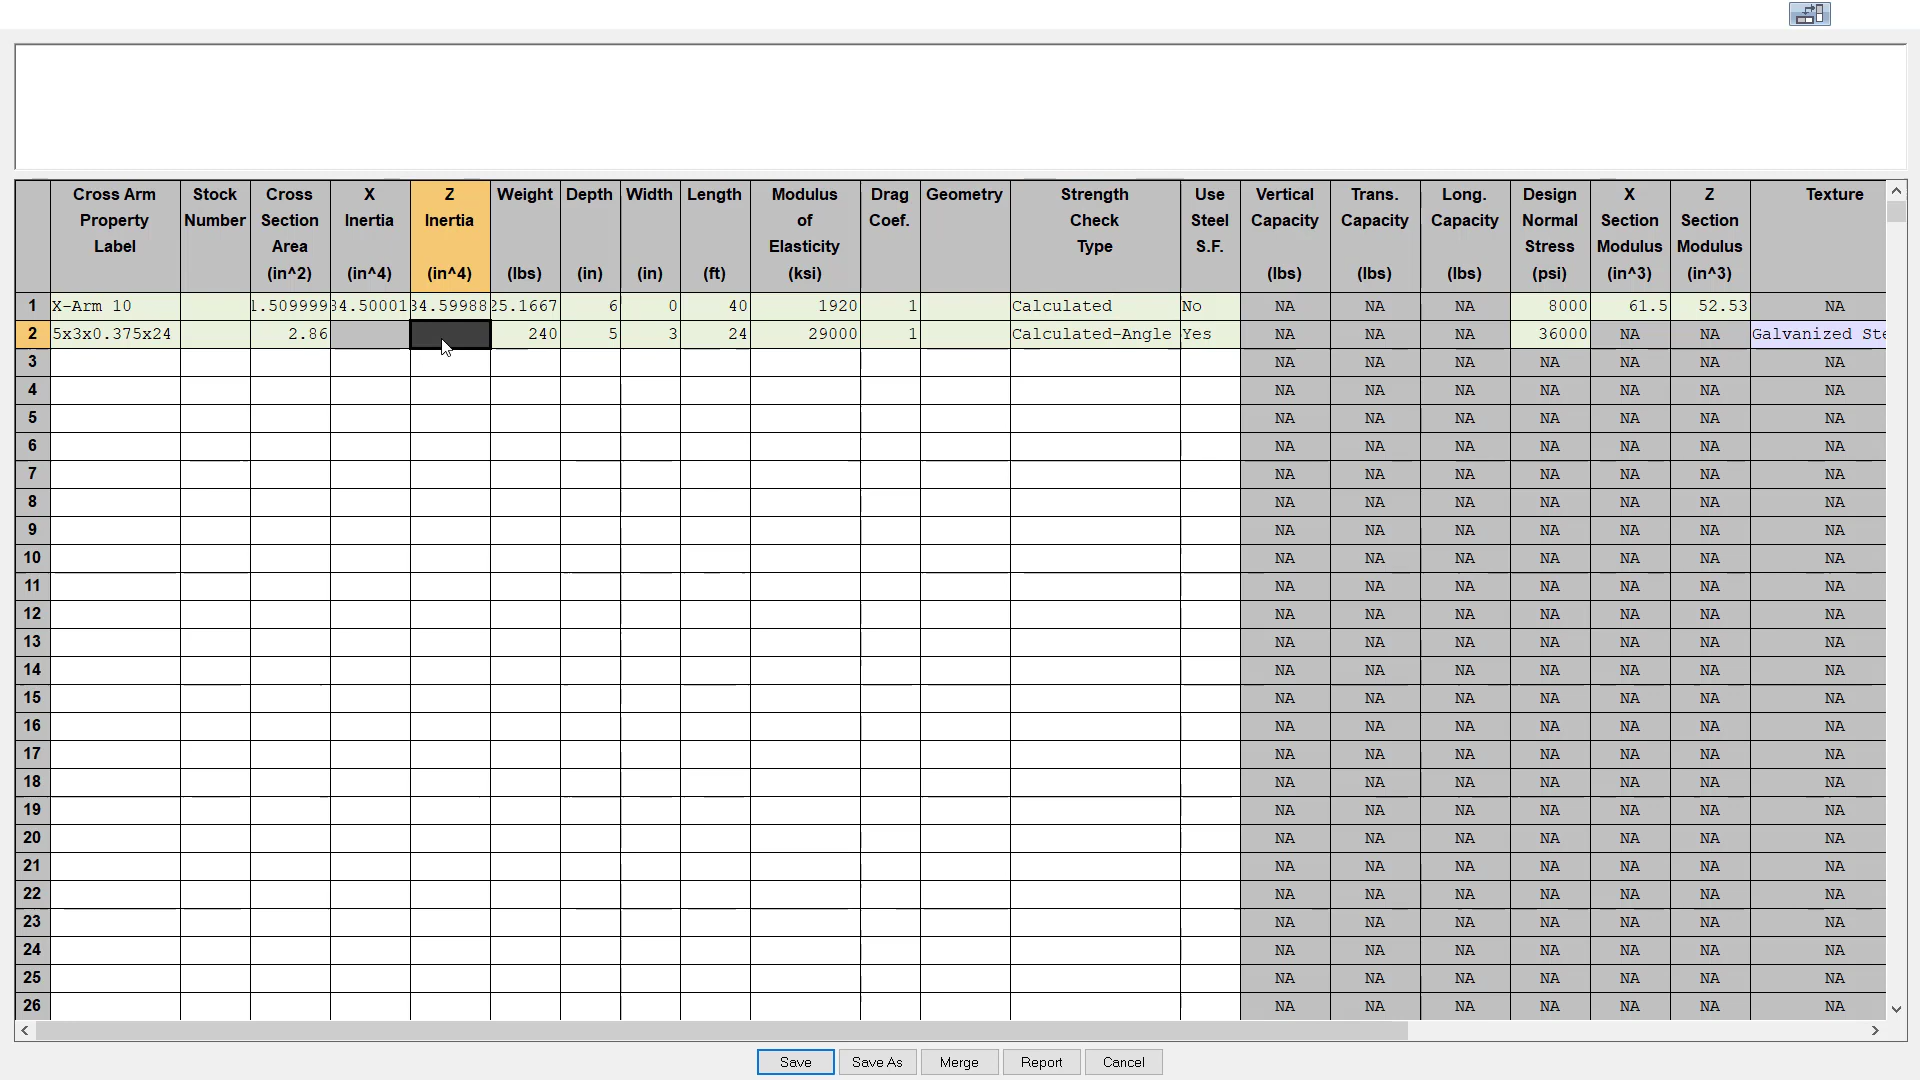 Cross Arm Property Label	Stock Number	Cross Section Area (in^2)	X Inertia (in^4)	Z Inertia (in^4)	Weight (lbs)	Depth (in)	Width (in)	Length (ft)	Modulus of Elasticity (ksi)	Drag Coef.	Geometry	Strength Check Type	Use Steel S.F.	Vertical Capacity (lbs)	Trans. Capacity (lbs)	Long. Capacity (lbs)	Design Normal Stress (psi)	X Section Modulus (in^3)	Z Section Modulus (in^3)	Texture
1	X-Arm 10	1.509999	34.50001	34.59988	25.1667	6	0	40	1920	1	Calculated	No	NA	NA	NA	8000	61.5	52.53	NA
2	5x3x0.375x24	2.86	240	5	3	24	29000	1	Calculated-Angle	Yes	NA	NA	NA	36000	NA	NA	Galvanized Ste
3	NA	NA	NA	NA	NA	NA	NA
4	NA	NA	NA	NA	NA	NA	NA
5	NA	NA	NA	NA	NA	NA	NA
6	NA	NA	NA	NA	NA	NA	NA
7	NA	NA	NA	NA	NA	NA	NA
8	NA	NA	NA	NA	NA	NA	NA
9	NA	NA	NA	NA	NA	NA	NA
10	NA	NA	NA	NA	NA	NA	NA
11	NA	NA	NA	NA	NA	NA	NA
12	NA	NA	NA	NA	NA	NA	NA
13	NA	NA	NA	NA	NA	NA	NA
14	NA	NA	NA	NA	NA	NA	NA
15	NA	NA	NA	NA	NA	NA	NA
16	NA	NA	NA	NA	NA	NA	NA
17	NA	NA	NA	NA	NA	NA	NA
18	NA	NA	NA	NA	NA	NA	NA
19	NA	NA	NA	NA	NA	NA	NA
20	NA	NA	NA	NA	NA	NA	NA
21	NA	NA	NA	NA	NA	NA	NA
22	NA	NA	NA	NA	NA	NA	NA
23	NA	NA	NA	NA	NA	NA	NA
24	NA	NA	NA	NA	NA	NA	NA
25	NA	NA	NA	NA	NA	NA	NA
26	NA	NA	NA	NA	NA	NA	NA
Save	Save As	Merge	Report	Cancel